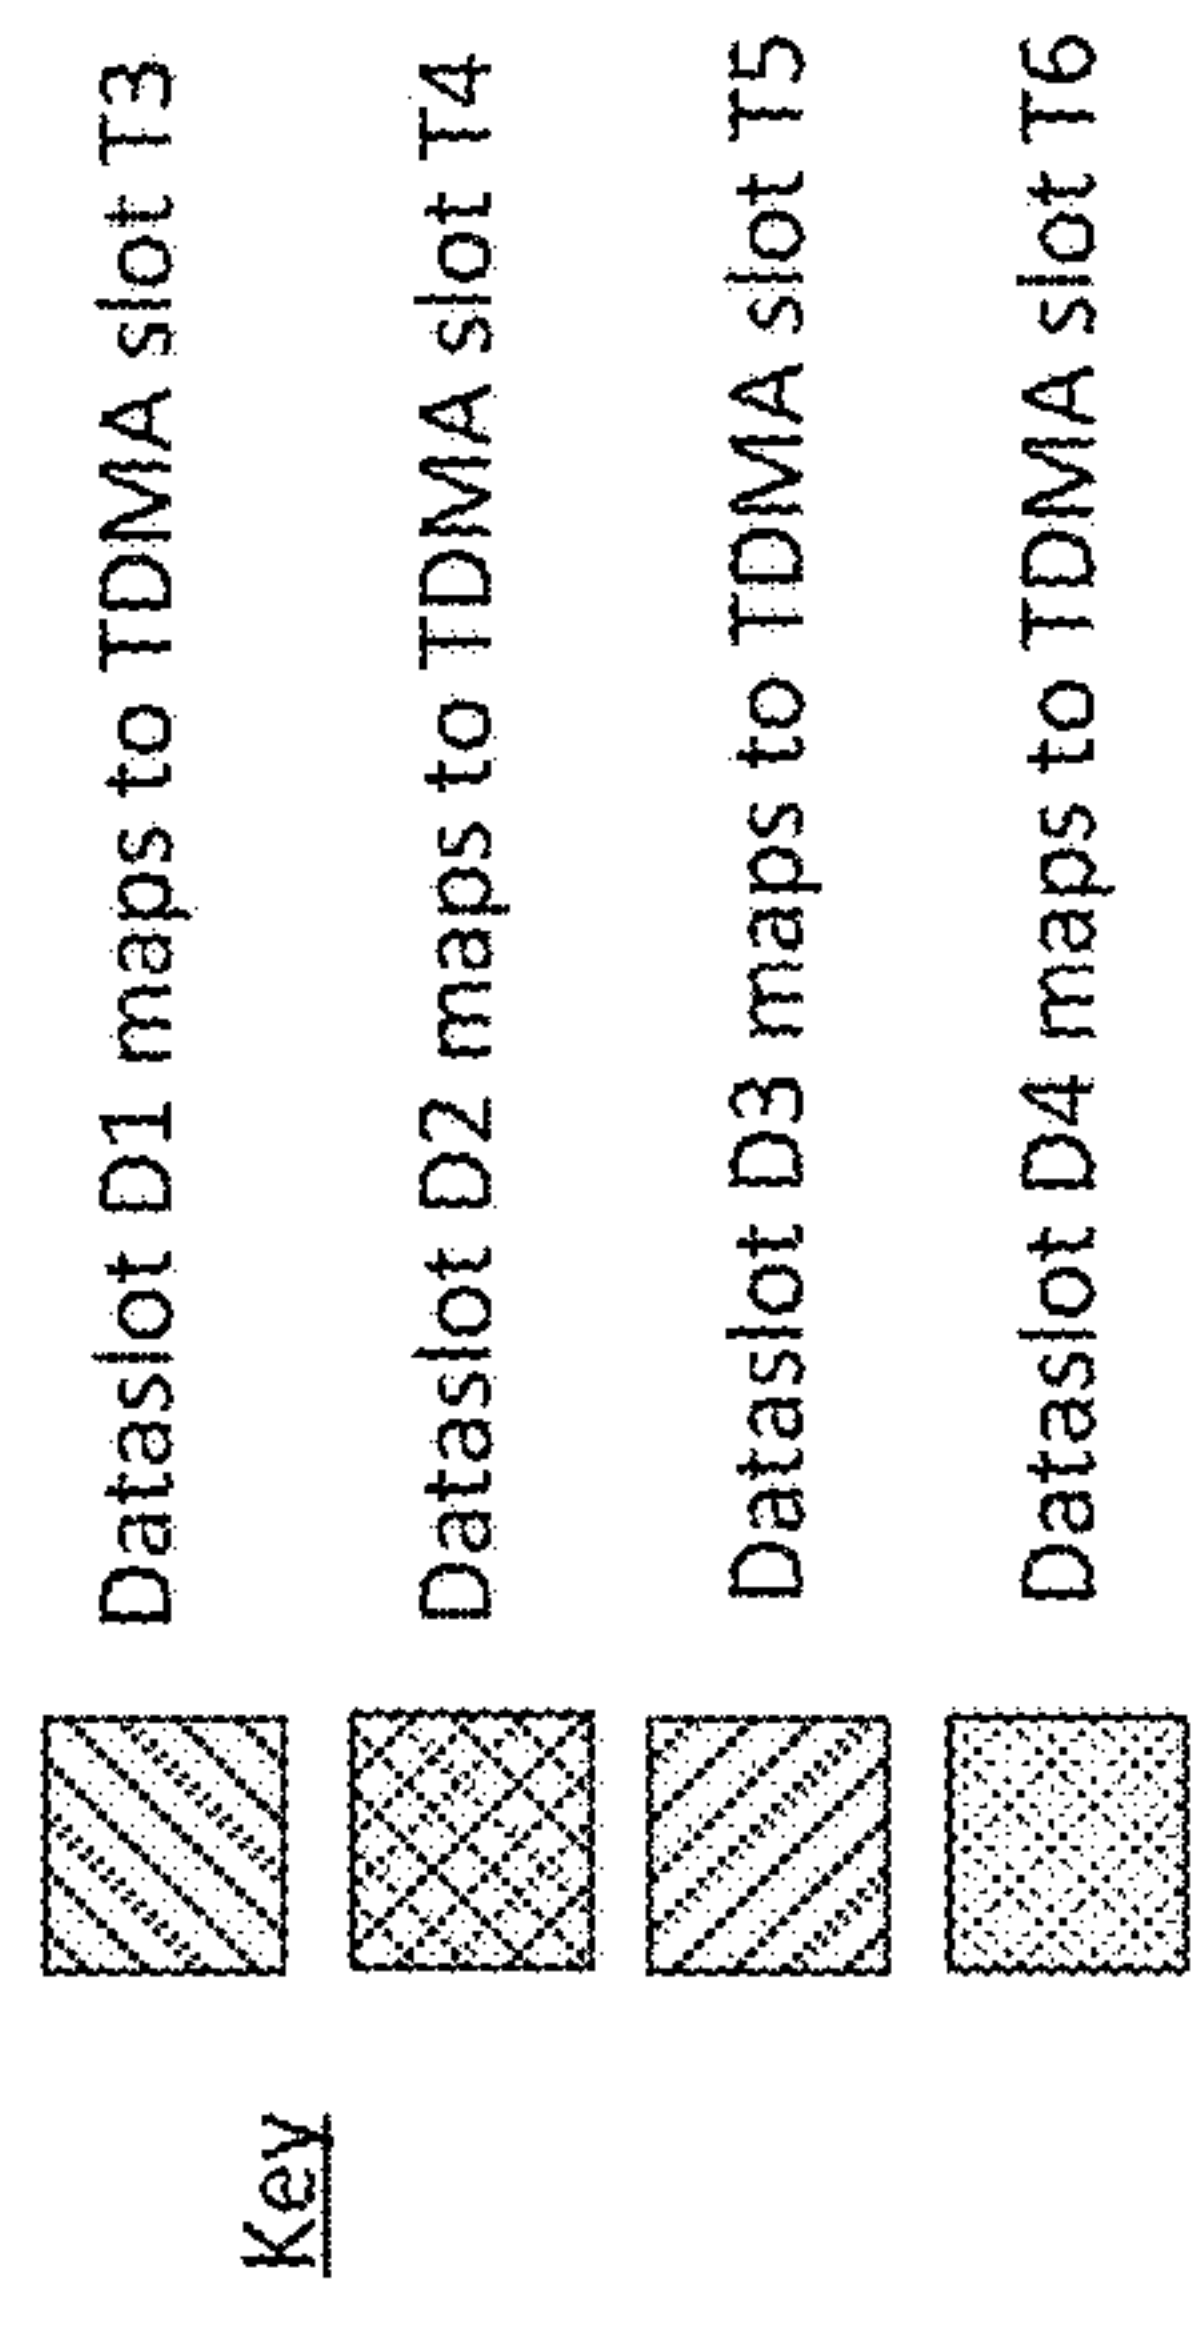 Key
Dataslot D1 maps to TDMA slot T3
Dataslot D2 maps to TDMA slot T4
Dataslot D3 maps to TDMA slot T5
Dataslot D4 maps to TDMA slot T6